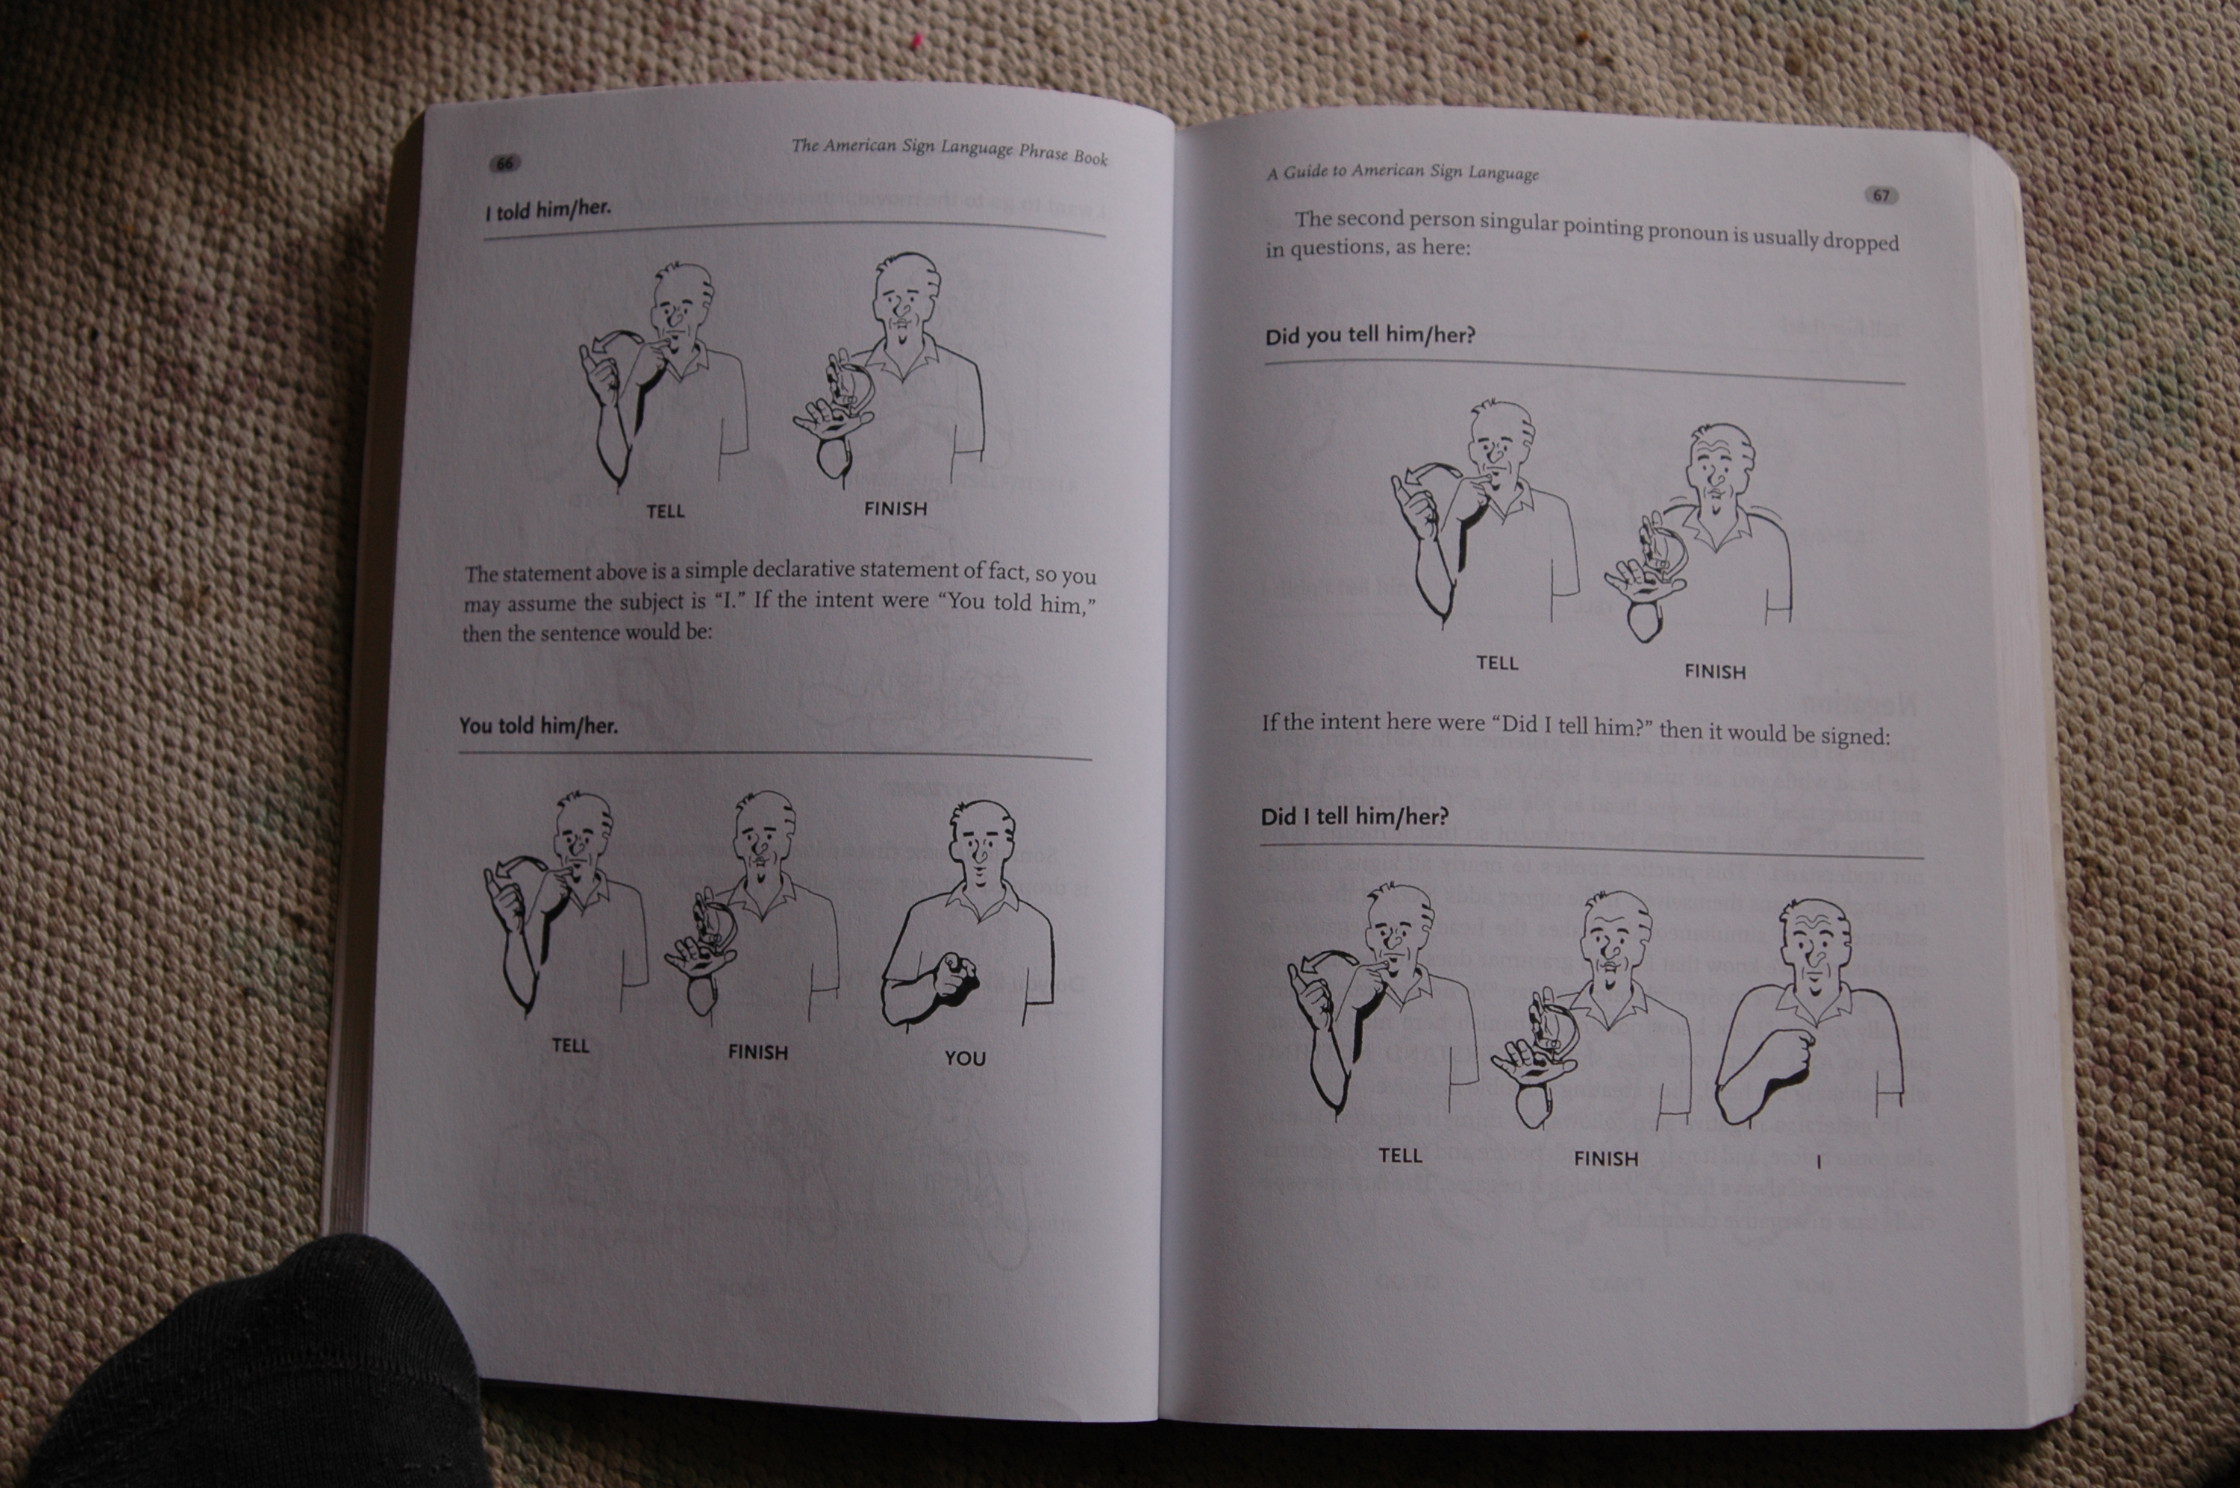 66
The American Sign Language Phrase Book
I told him/her.
TELL
FINISH
The statement above is a simple declarative statement of fact, so you
may assume the subject is “I.” If the intent were “You told him,”
then the sentence would be:
You told him/her.
TELL
FINISH
YOU
A Guide to American Sign Language
67
The second person singular pointing pronoun is usually dropped
in questions, as here:
Did you tell him/her?
TELL
FINISH
If the intent here were “Did I tell him?” then it would be signed:
Did I tell him/her?
TELL
FINISH
I